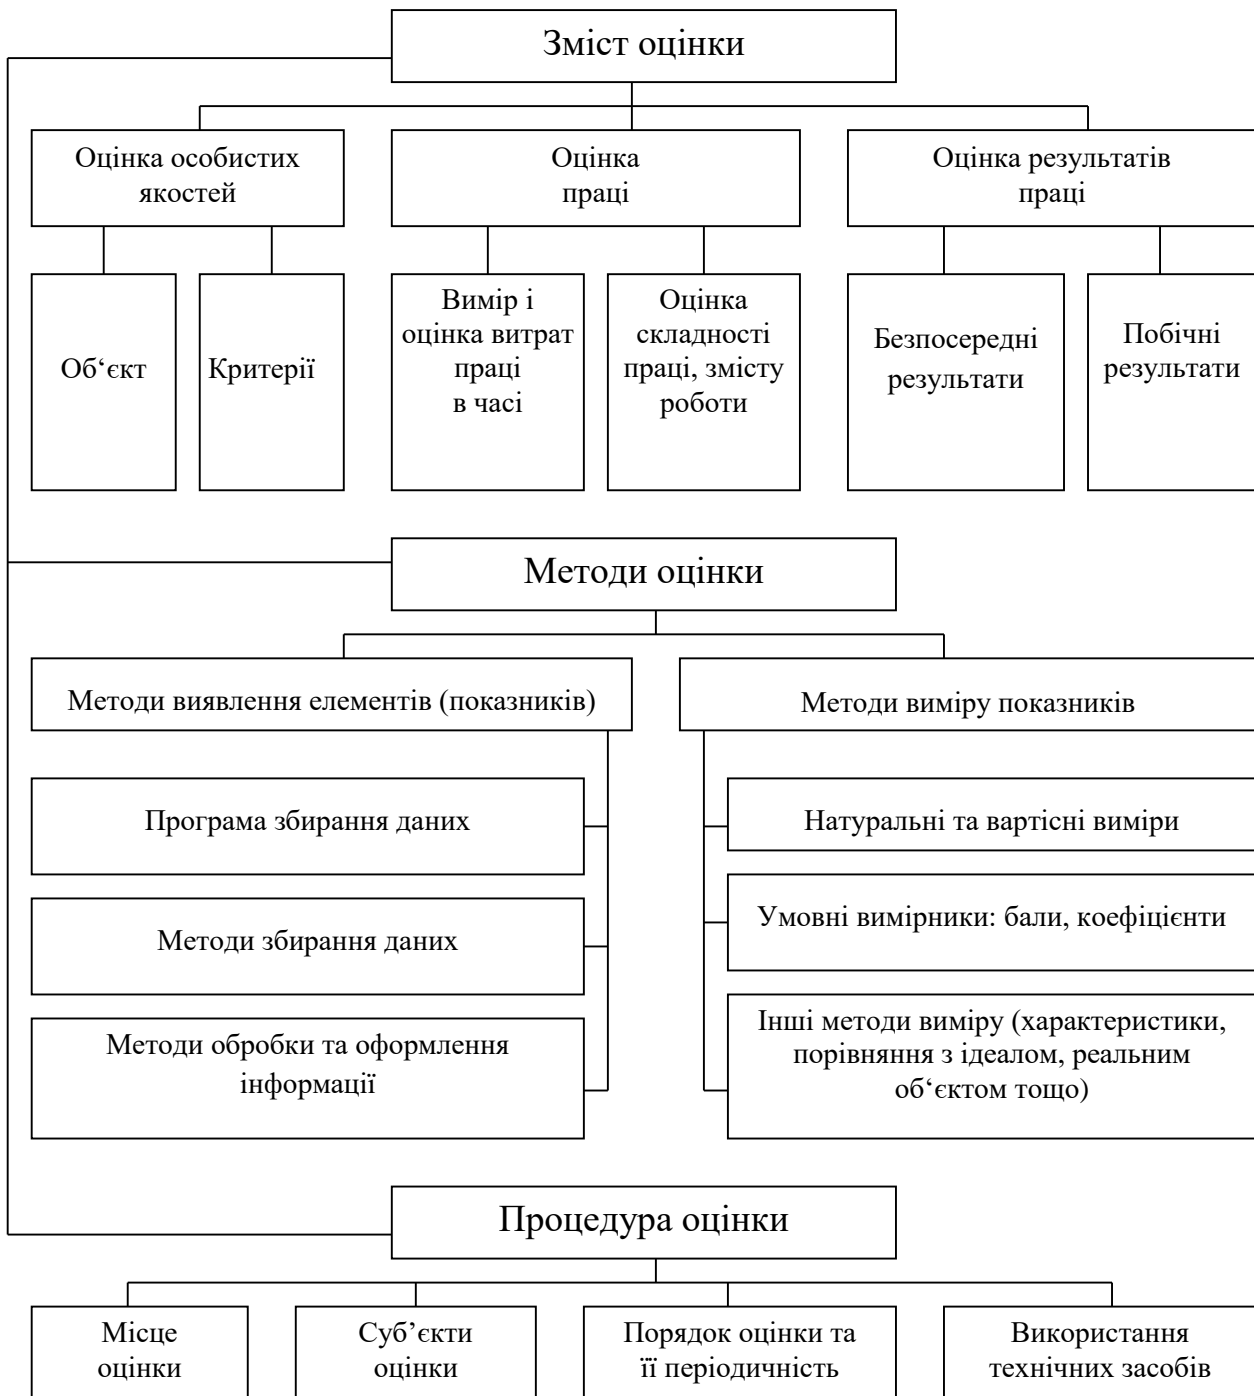 Зміст оцінки
Оцінка особистих
якостей
Оцінка
праці
Оцінка результатів
праці
Об‘єкт
Критерії
Вимір і
оцінка витрат
праці
в часі
Оцінка
складності
праці, змісту
роботи
Безпосередні
результати
Побічні
результати
Методи оцінки
Методи виявлення елементів (показників)
Методи виміру показників
Програма збирання даних
Методи збирання даних
Методи обробки та оформлення
інформації
Натуральні та вартісні виміри
Умовні вимірники: бали, коефіцієнти
Інші методи виміру (характеристики,
порівняння з ідеалом, реальним
об‘єктом тощо)
Процедура оцінки
Місце
оцінки
Суб’єкти
оцінки
Порядок оцінки та
її періодичність
Використання
технічних засобів